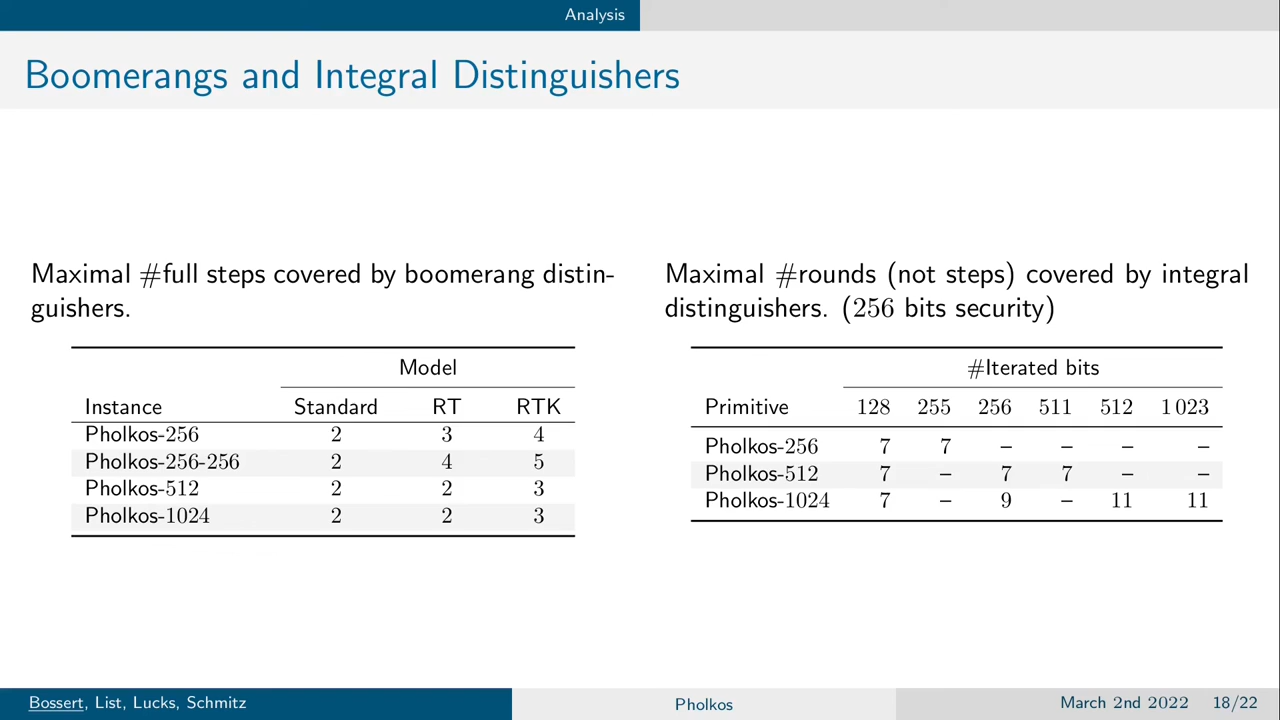 Analysis
Boomerangs and Integral Distinguishers
Maximal #full steps covered by boomerang distin-
guishers.
Model
Instance Standard RT RTK
Pholkos-256 2 3 4
Pholkos-256-256 2 4 5
Pholkos-512 2 2 3
Pholkos-1024 2 2 3
Maximal #rounds (not steps) covered by integral
distinguishers. (256 bits security)
#Iterated bits
Primitive 128 255 256 511 512 1 023
Pholkos-256 7 7 – – – –
Pholkos-512 7 – 7 7 – –
Pholkos-1024 7 – 9 – 11 11
Bossert, List, Lucks, Schmitz Pholkos March 2nd 2022 18/22